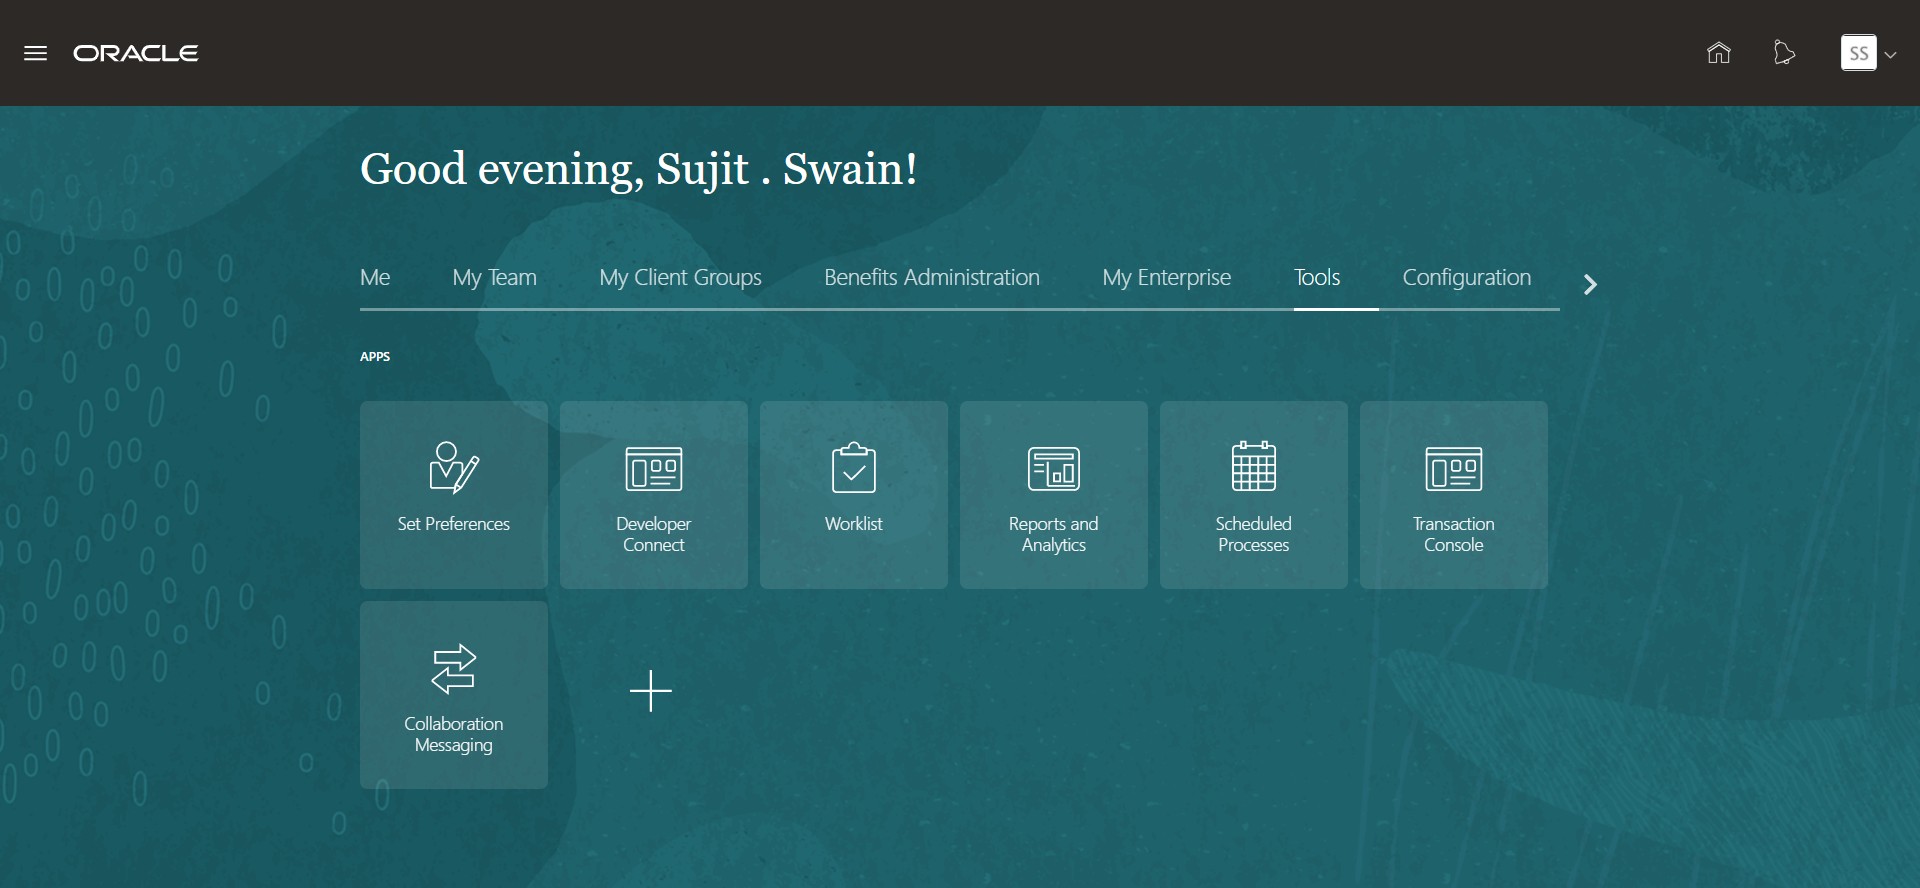 ORACLE
SS
Good evening, Sujit . Swain!
Me
My Team
My Client Groups
Benefits Administration
My Enterprise
Tools
Configuration
APPS
Set Preferences
Developer
Connect
Worklist
Reports and
Analytics
Scheduled
Processes
Transaction
Console
Collaboration
Messaging